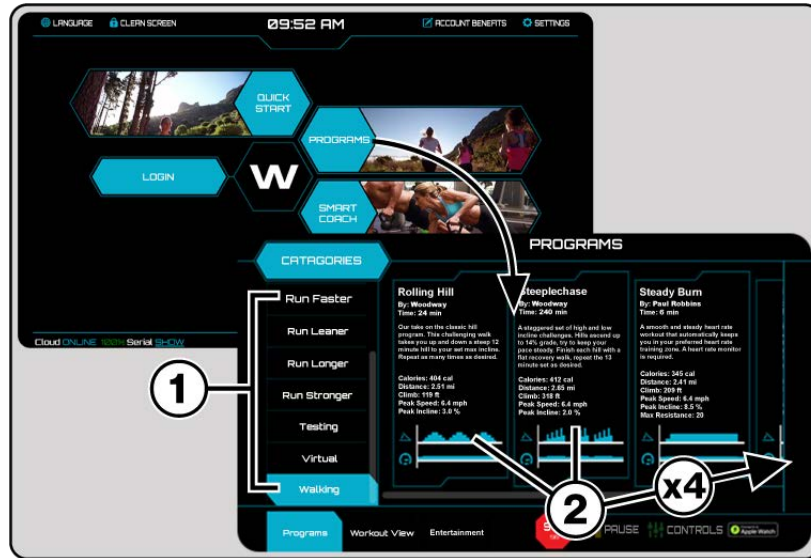 LANGUAGE
CLEAN SCREEN
09:52 AM
ACCOUNT BENEFITS
SETTINGS
QUICK
START
PROGRAMS
LOGIN
W
SMART
COACH
Cloud ONLINE 100% Serial SHOW
PROGRAMS
CATAGORIES
Run Faster
Run Leaner
Run Longer
Run Stronger
Testing
Virtual
Walking
1
Rolling Hill
By: Woodway
Time: 24 min
Our take on the classic hill
program. This challenging walk
takes you up and down a steep 12
minute hill to your set max incline.
Repeat as many times as desired.
Calories: 404 cal
Distance: 2.51 mi
Climb: 119 ft
Peak Speed: 6.4 mph
Peak Incline: 3.0 %
Steeplechase
By: Woodway
Time: 240 min
A staggered set of high and low
incline challenges. Hills ascend up
to 14% grade, try to keep your
pace steady. Finish each hill with a
flat recovery walk, repeat the 13
minute set as desired.
Calories: 412 cal
Distance: 2.65 mi
Climb: 318 ft
Peak Speed: 6.4 mph
Peak Incline: 2.0 %
Steady Burn
By: Paul Robbins
Time: 6 min
A smooth and steady heart rate
workout that automatically keeps
you in your preferred heart rate
training zone. A heart rate monitor
is required.
Calories: 345 cal
Distance: 2.41 mi
Climb: 209 ft
Peak Speed: 6.4 mph
Peak Incline: 8.5 %
Max Resistance: 20
2
x4
Programs
Workout View
Entertainment
PAUSE
CONTROLS
Apple Watch